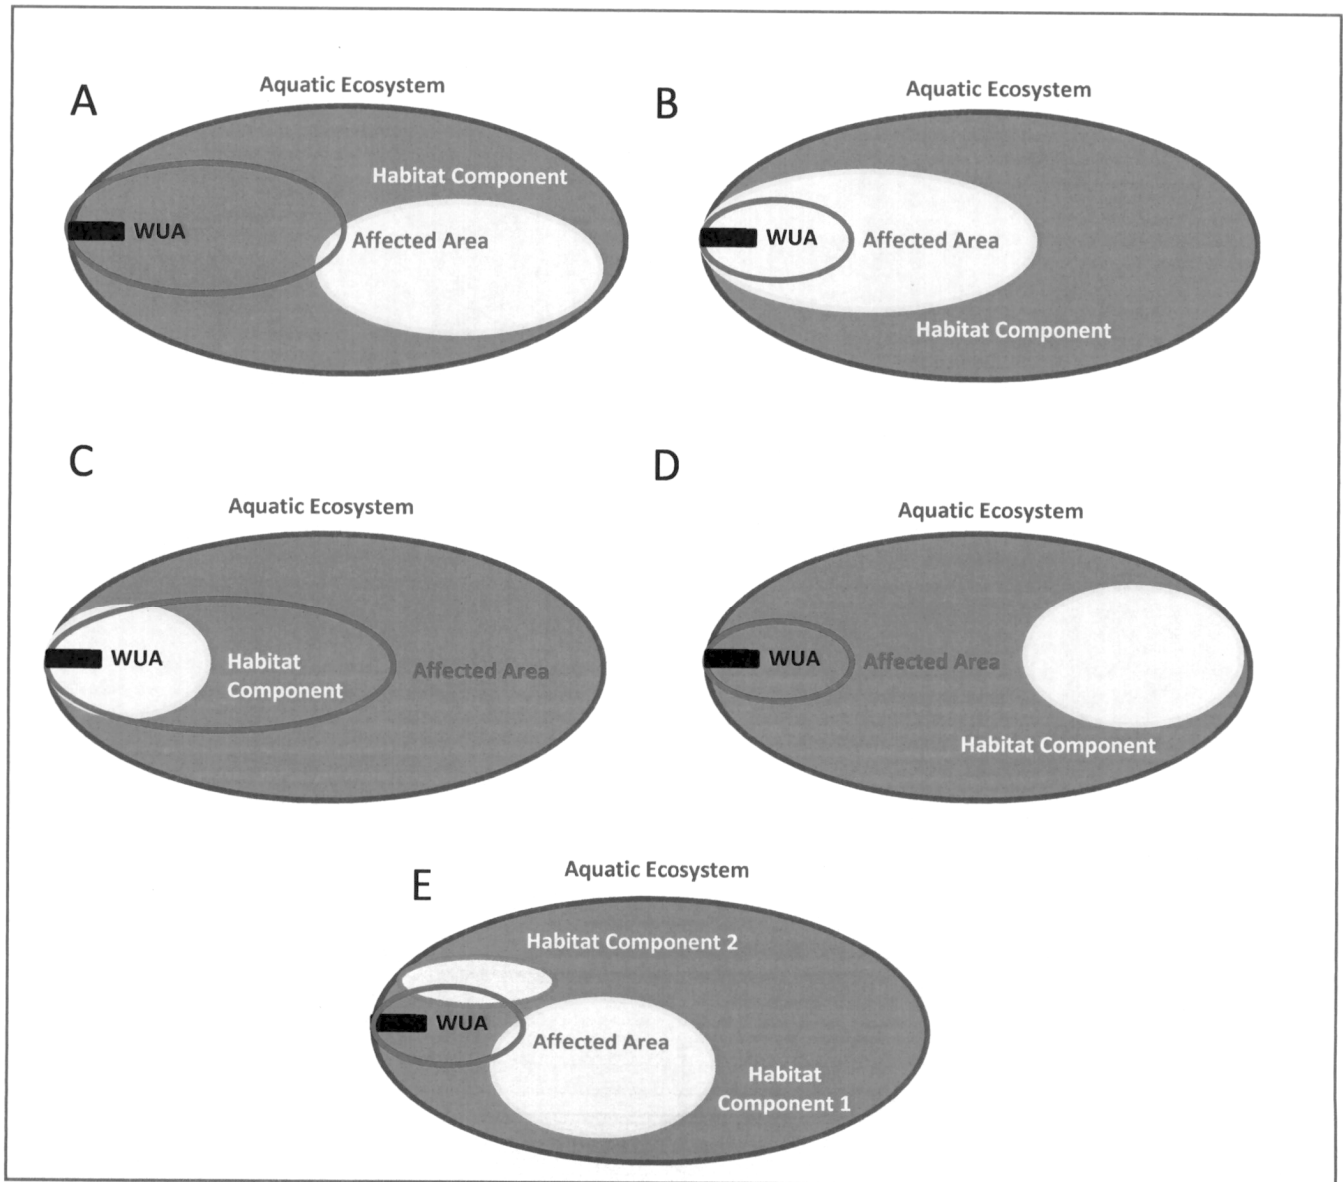 A
Aquatic Ecosystem
Habitat Component
WUA
Affected Area
B
Aquatic Ecosystem
WUA
Affected Area
Habitat Component
C
Aquatic Ecosystem
WUA
Habitat
Component
Affected Area
D
Aquatic Ecosystem
WUA
Affected Area
Habitat Component
E
Aquatic Ecosystem
Habitat Component 2
WUA
Affected Area
Habitat
Component 1